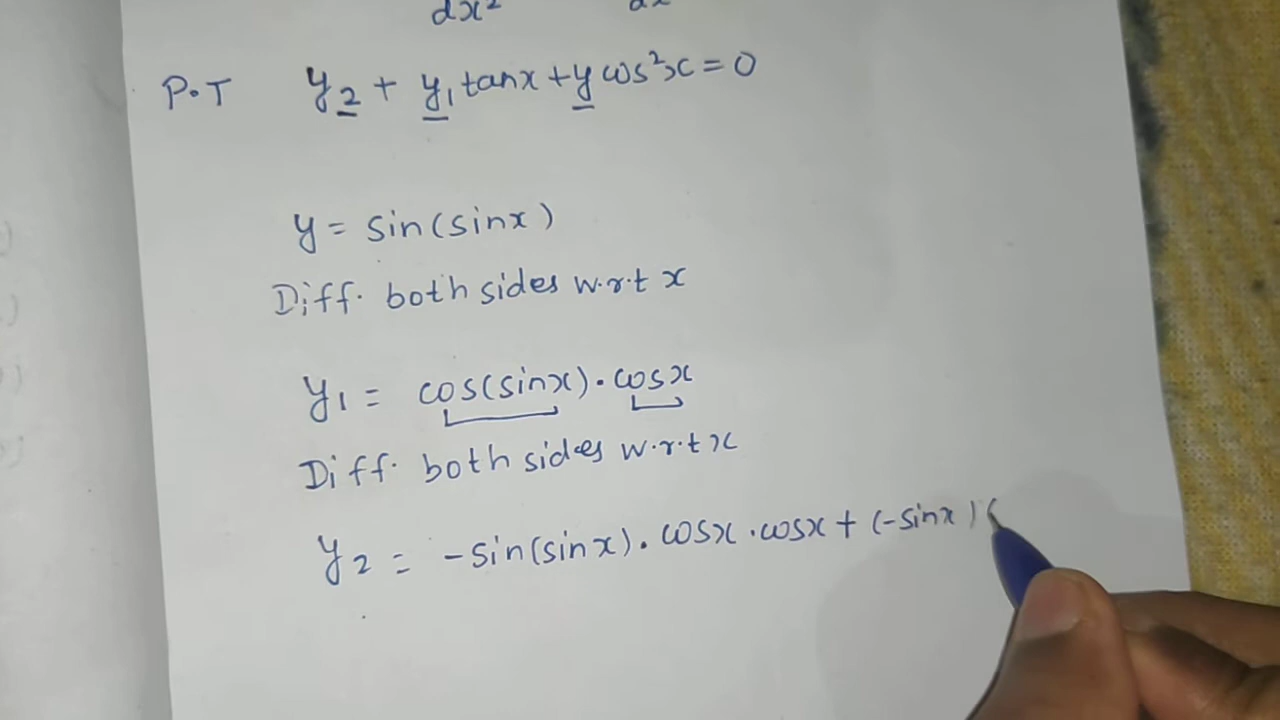 dx²
P.T y₂ + y₁ tanx + y cos²x = 0
y = sin(sinx)
Diff. both sides w.r.t x
y₁ = cos(sinx) . cosx
Diff. both sides w.r.t x
y₂ = -sin(sinx) . cosx . cosx + (-sinx) (